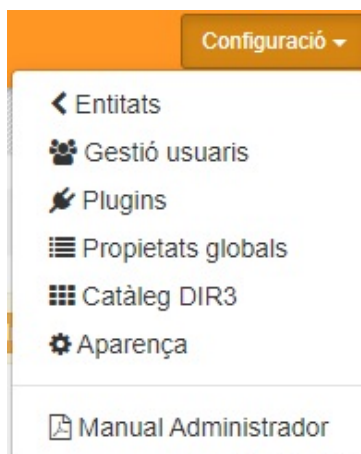 Configuració
Entitats
Gestió usuaris
Plugins
Propietats globals
Catàleg DIR3
Aparença
Manual Administrador